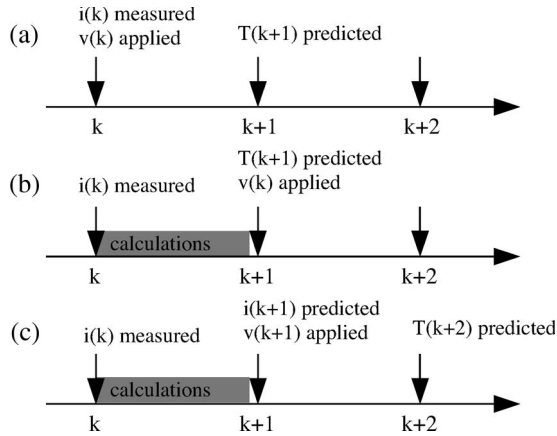 (a)
i(k) measured
v(k) applied
T(k+1) predicted
k
k+1
k+2
(b)
i(k) measured
T(k+1) predicted
v(k) applied
calculations
k
k+1
k+2
(c)
i(k) measured
i(k+1) predicted
v(k+1) applied
T(k+2) predicted
calculations
k
k+1
k+2